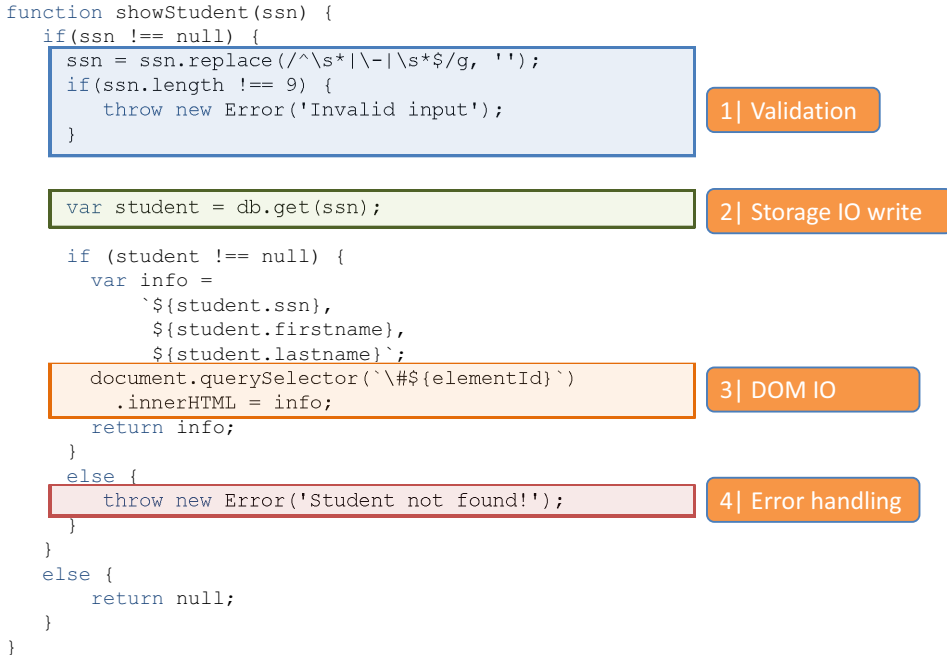 function showStudent(ssn) {
if(ssn !== null) {
ssn = ssn.replace(/^\s*|\-|\s*$/g, '');
if(ssn.length !== 9) {
throw new Error('Invalid input');
}
1| Validation
var student = db.get(ssn);
2| Storage IO write
if (student !== null) {
var info =
`${student.ssn},
${student.firstname},
${student.lastname}`;
document.querySelector(`\#${elementId}`)
.innerHTML = info;
3| DOM IO
return info;
}
else {
throw new Error('Student not found!');
4| Error handling
}
}
else {
return null;
}
}